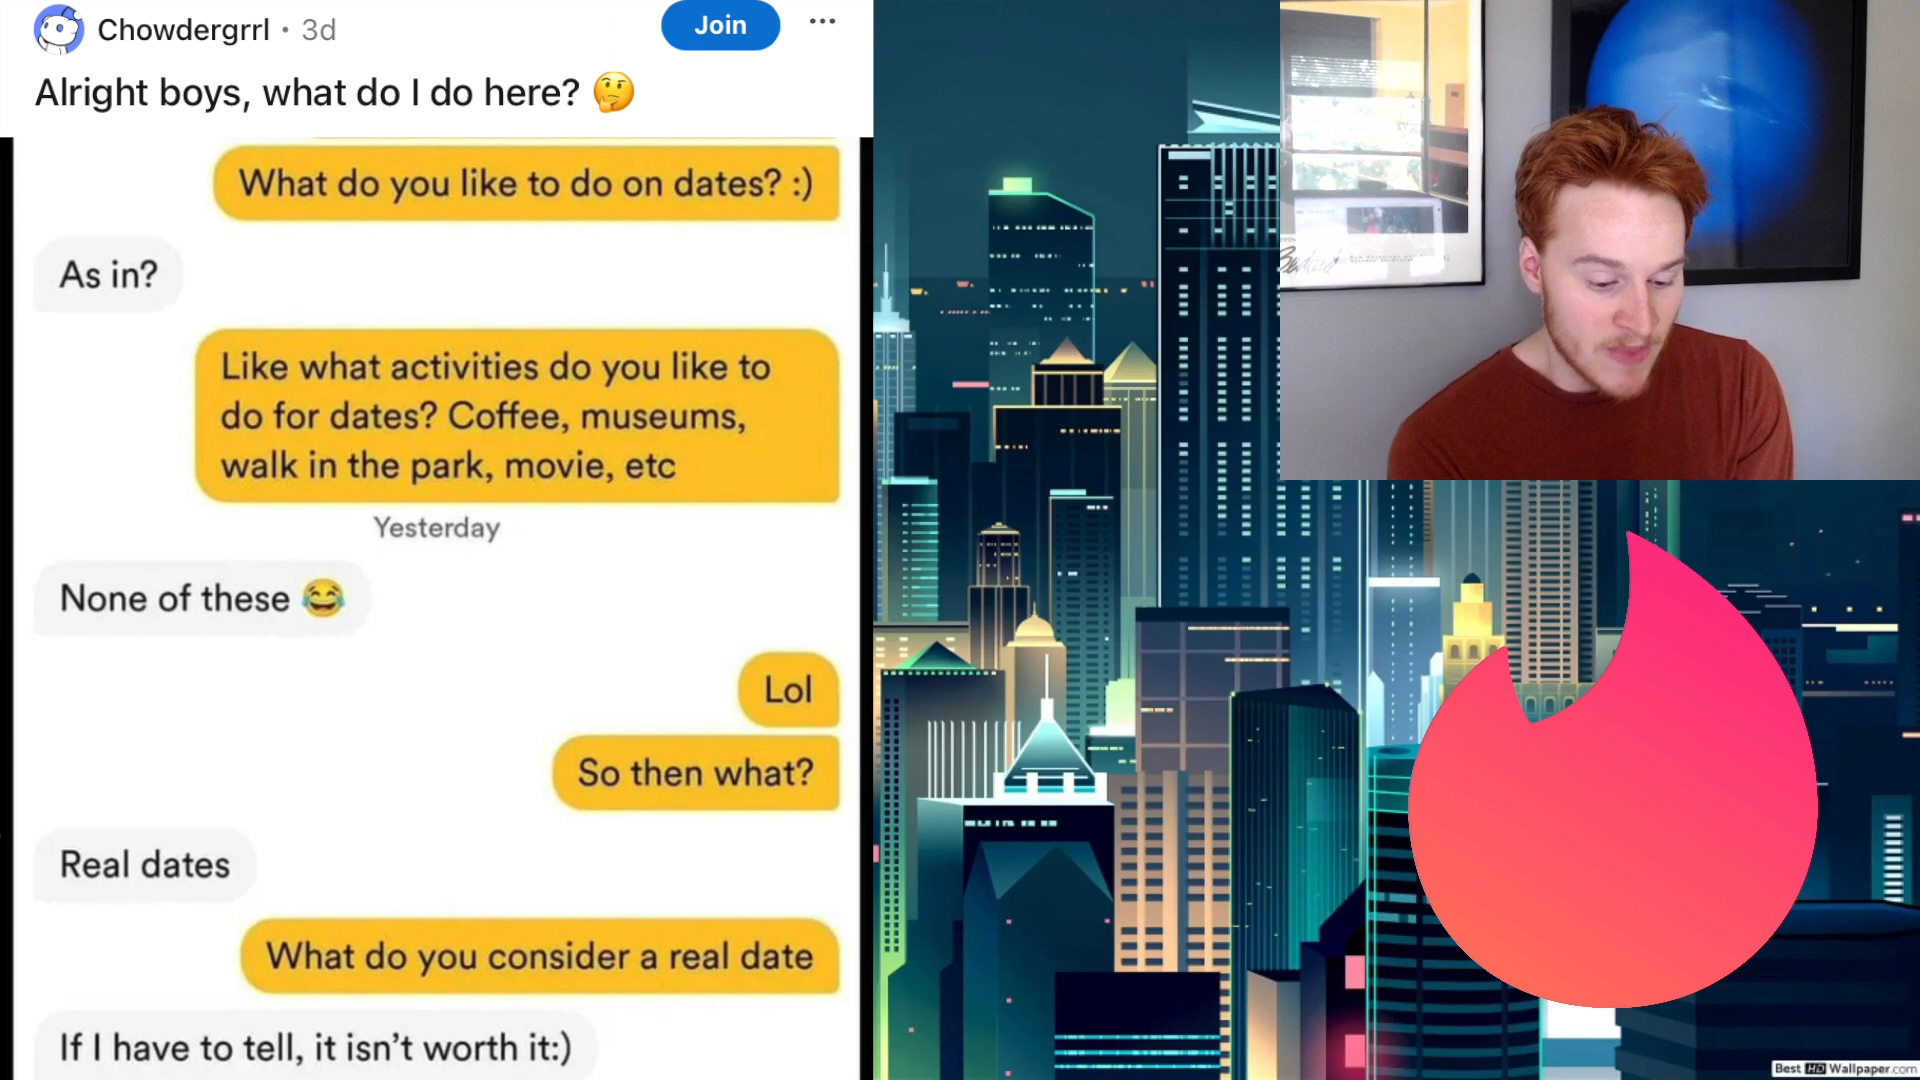 Chowdergrrl • 3d
Join
Alright boys, what do I do here? 🤔
What do you like to do on dates? :)
As in?
Like what activities do you like to
do for dates? Coffee, museums,
walk in the park, movie, etc
Yesterday
None of these 😂
Lol
So then what?
Real dates
What do you consider a real date
If I have to tell, it isn't worth it:)
Best HD Wallpaper.com